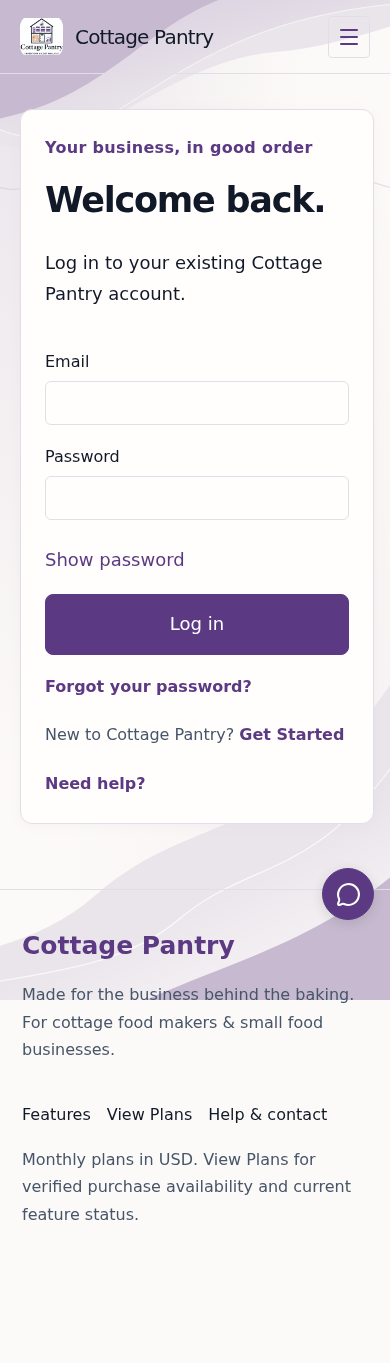 Cottage Pantry
Cottage Pantry
Your business, in good order
Welcome back.
Log in to your existing Cottage
Pantry account.
Email
Password
Show password
Log in
Forgot your password?
New to Cottage Pantry? Get Started
Need help?
Cottage Pantry
Made for the business behind the baking.
For cottage food makers & small food
businesses.
Features View Plans Help & contact
Monthly plans in USD. View Plans for
verified purchase availability and current
feature status.